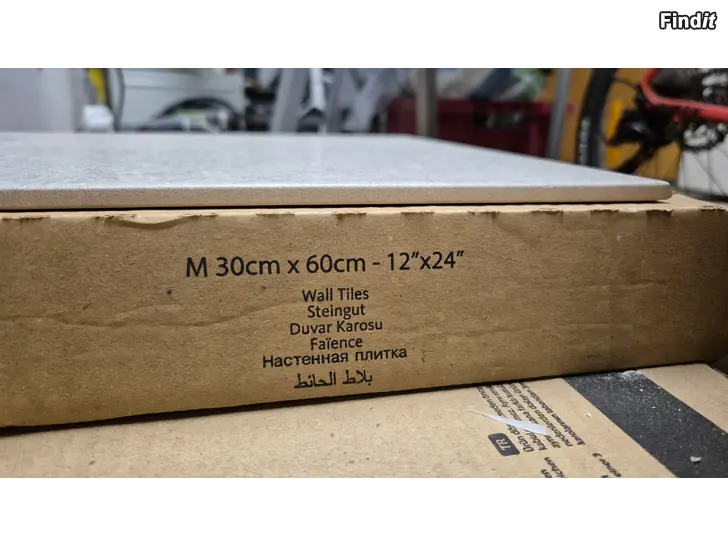 Findit
M 30cm x 60cm - 12"x24"
Wall Tiles
Steingut
Duvar Karosu
Faïence
Настенная плитка
بلاط الحائط
TR